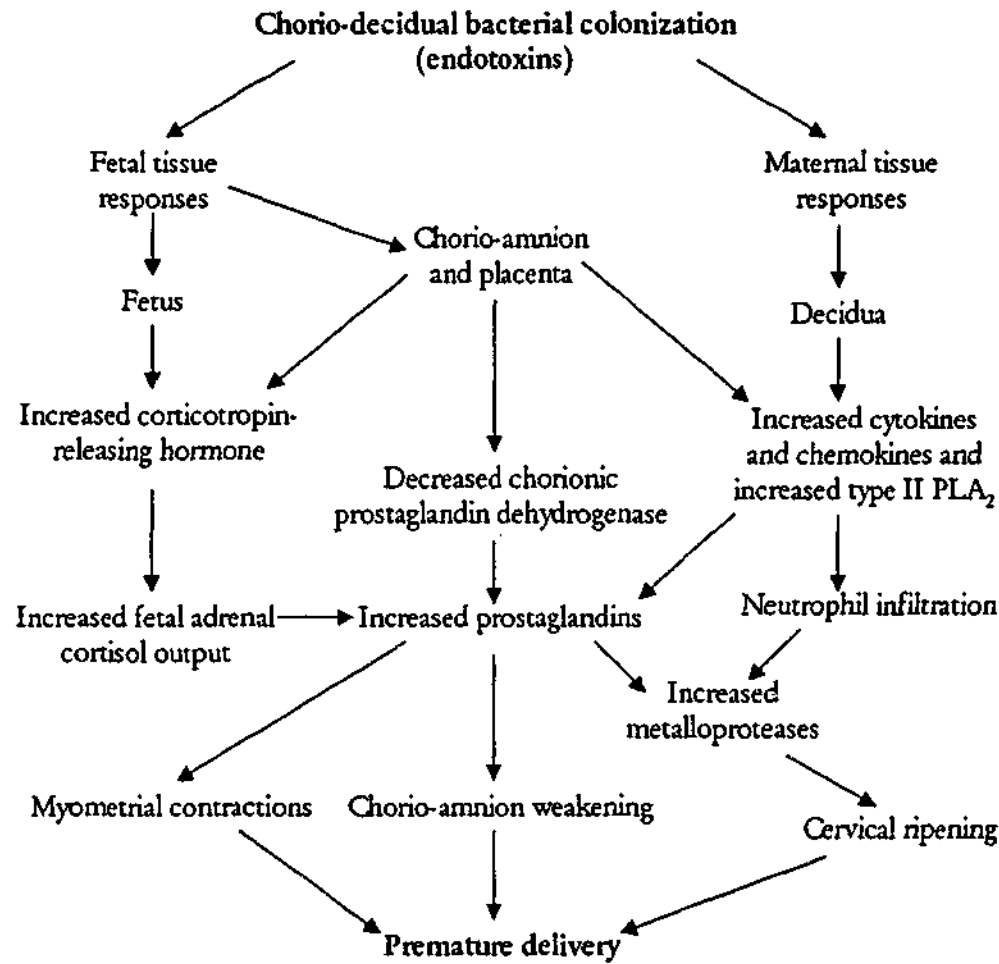 Chorio-decidual bacterial colonization
(endotoxins)
Fetal tissue
responses
Maternal tissue
responses
Chorio-amnion
and placenta
Fetus
Decidua
Increased corticotropin-
releasing hormone
Increased cytokines
and chemokines and
increased type II PLA₂
Decreased chorionic
prostaglandin dehydrogenase
Increased fetal adrenal
cortisol output
Increased prostaglandins
Neutrophil infiltration
Increased
metalloproteases
Myometrial contractions
Chorio-amnion weakening
Cervical ripening
Premature delivery